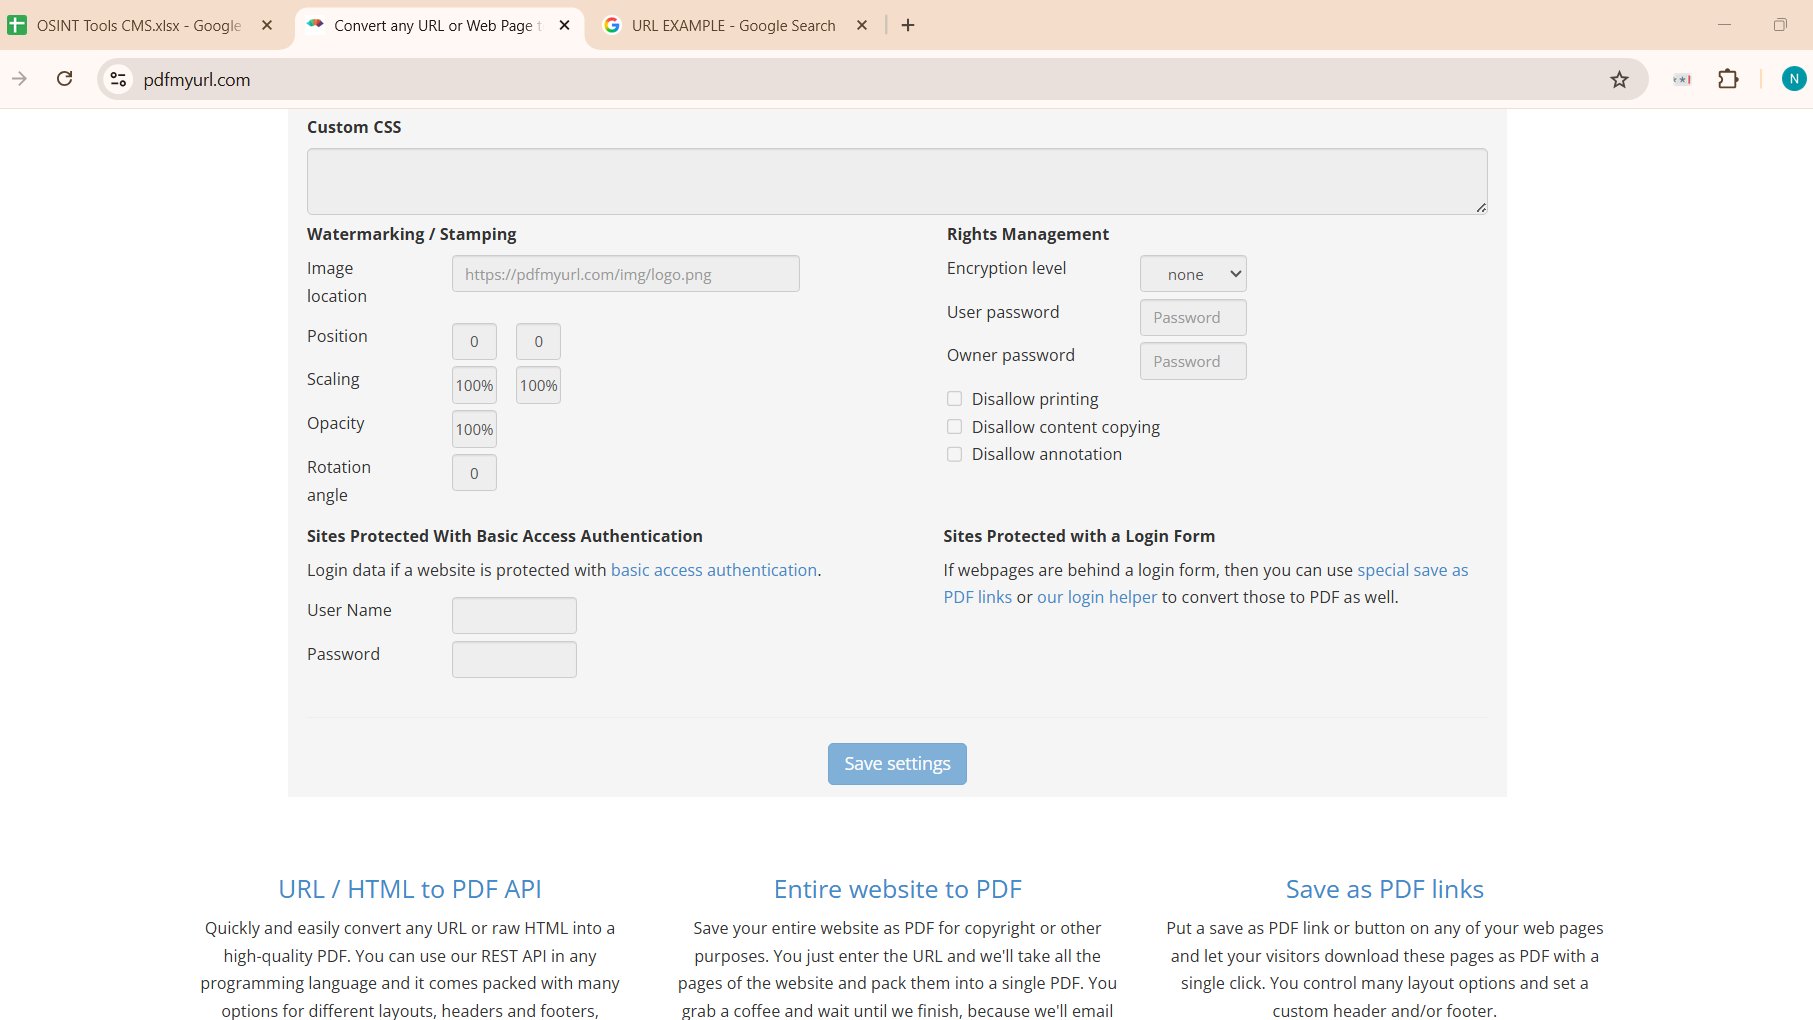 OSINT Tools CMS.xlsx - Google
Convert any URL or Web Page t
URL EXAMPLE - Google Search
pdfmyurl.com
N
Custom CSS
Watermarking / Stamping
Image location
https://pdfmyurl.com/img/logo.png
Position
0 0
Scaling
100% 100%
Opacity
100%
Rotation angle
0
Rights Management
Encryption level
none
User password
Password
Owner password
Password
Disallow printing
Disallow content copying
Disallow annotation
Sites Protected With Basic Access Authentication
Login data if a website is protected with basic access authentication.
User Name
Password
Sites Protected with a Login Form
If webpages are behind a login form, then you can use special save as
PDF links or our login helper to convert those to PDF as well.
Save settings
URL / HTML to PDF API
Quickly and easily convert any URL or raw HTML into a
high-quality PDF. You can use our REST API in any
programming language and it comes packed with many
options for different layouts, headers and footers,
Entire website to PDF
Save your entire website as PDF for copyright or other
purposes. You just enter the URL and we'll take all the
pages of the website and pack them into a single PDF. You
grab a coffee and wait until we finish, because we'll email
Save as PDF links
Put a save as PDF link or button on any of your web pages
and let your visitors download these pages as PDF with a
single click. You control many layout options and set a
custom header and/or footer.